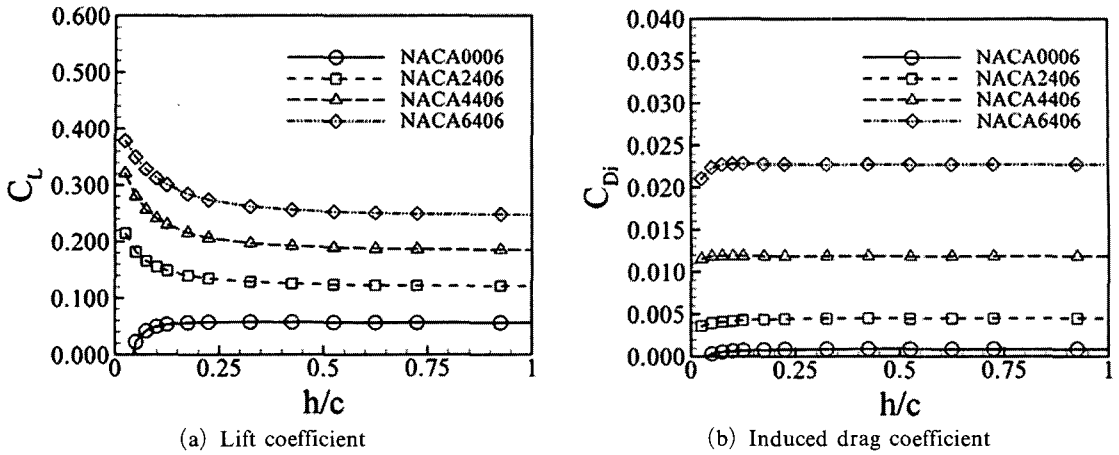 0.600
0.500
0.400
0.300
0.200
0.100
0.000
C_L
NACA0006
NACA2406
NACA4406
NACA6406
0
0.25
0.5
0.75
1
h/c
(a) Lift coefficient
0.040
0.035
0.030
0.025
0.020
0.015
0.010
0.005
0.000
C_Di
NACA0006
NACA2406
NACA4406
NACA6406
0
0.25
0.5
0.75
1
h/c
(b) Induced drag coefficient